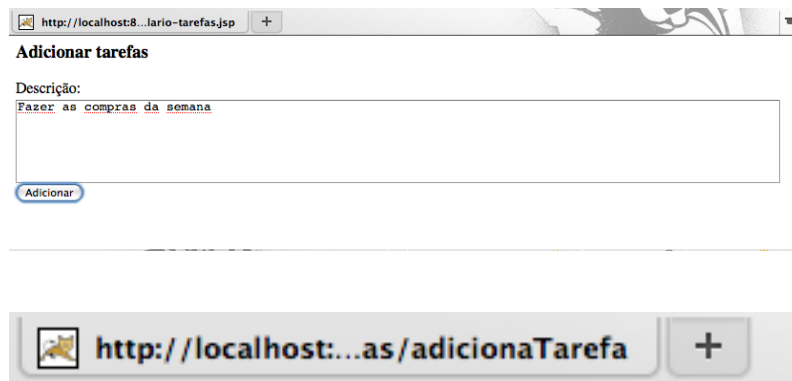 http://localhost:8...lario-tarefas.jsp +
Adicionar tarefas
Descrição:
Fazer as compras da semana
Adicionar
http://localhost:...as/adicionaTarefa +